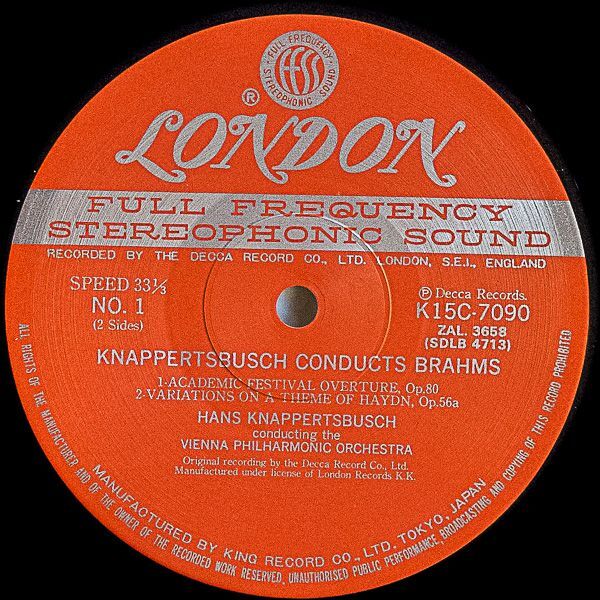 FULL FREQUENCY
ffss
STEREOPHONIC SOUND
®
LONDON
FULL FREQUENCY
STEREOPHONIC SOUND
RECORDED BY THE DECCA RECORD CO., LTD. LONDON, S.E.I., ENGLAND
SPEED 33⅓
NO. 1
(2 Sides)
℗ Decca Records.
K15C-7090
ZAL. 3658
(SDLB 4713)
KNAPPERTSBUSCH CONDUCTS BRAHMS
1-ACADEMIC FESTIVAL OVERTURE, Op.80
2-VARIATIONS ON A THEME OF HAYDN, Op.56a
HANS KNAPPERTSBUSCH
conducting the
VIENNA PHILHARMONIC ORCHESTRA
Original recording by the Decca Record Co., Ltd.
Manufactured under license of London Records K.K.
MANUFACTURED BY KING RECORD CO., LTD. TOKYO, JAPAN
ALL RIGHTS OF THE MANUFACTURER AND OF THE OWNER OF THE RECORDED WORK RESERVED, UNAUTHORISED PUBLIC PERFORMANCE, BROADCASTING AND COPYING OF THIS RECORD PROHIBITED